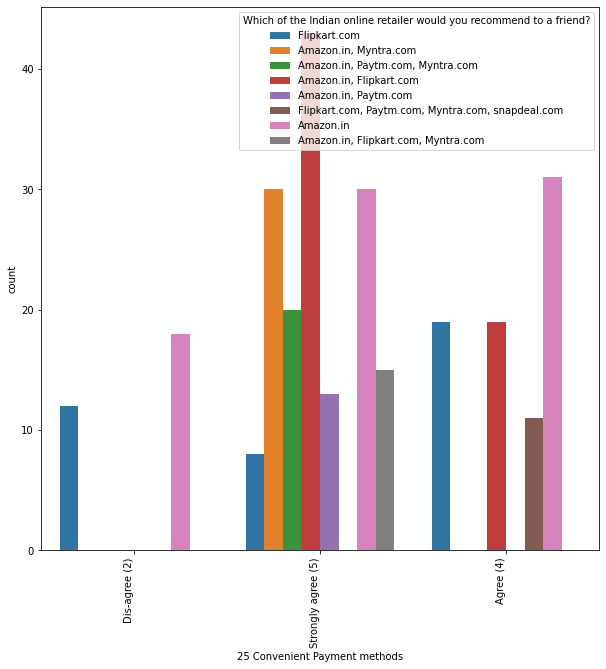 Which of the Indian online retailer would you recommend to a friend?
Flipkart.com
Amazon.in, Myntra.com
Amazon.in, Paytm.com, Myntra.com
Amazon.in, Flipkart.com
Amazon.in, Paytm.com
Flipkart.com, Paytm.com, Myntra.com, snapdeal.com
Amazon.in
Amazon.in, Flipkart.com, Myntra.com
40
30
20
10
0
count
Dis-agree (2)
Strongly agree (5)
Agree (4)
25 Convenient Payment methods